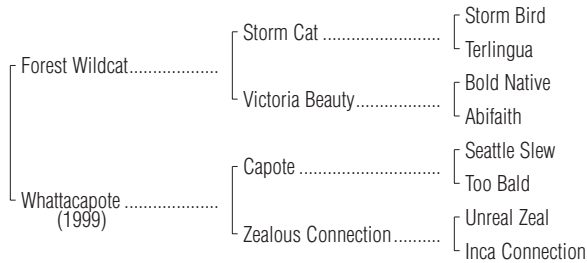 Storm Bird
Storm Cat ........................
Terlingua
Forest Wildcat..................
Bold Native
Victoria Beauty.................
Abifaith
Seattle Slew
Capote ............................
Too Bald
Whattacapote ...................
(1999)
Unreal Zeal
Zealous Connection..........
Inca Connection